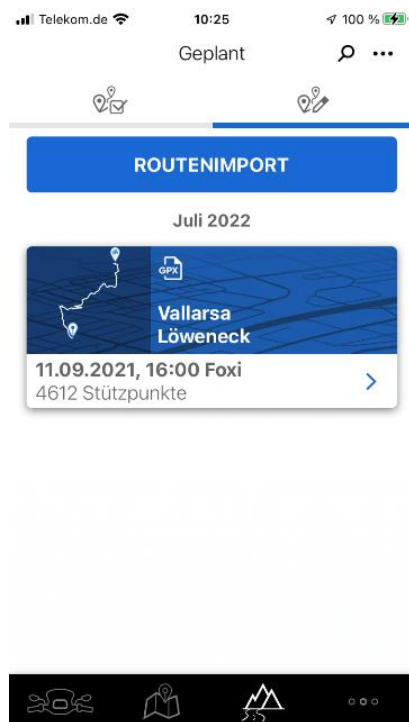 Telekom.de 10:25 100 %
Geplant
ROUTENIMPORT
Juli 2022
GPX
Vallarsa
Löweneck
11.09.2021, 16:00 Foxi
4612 Stützpunkte